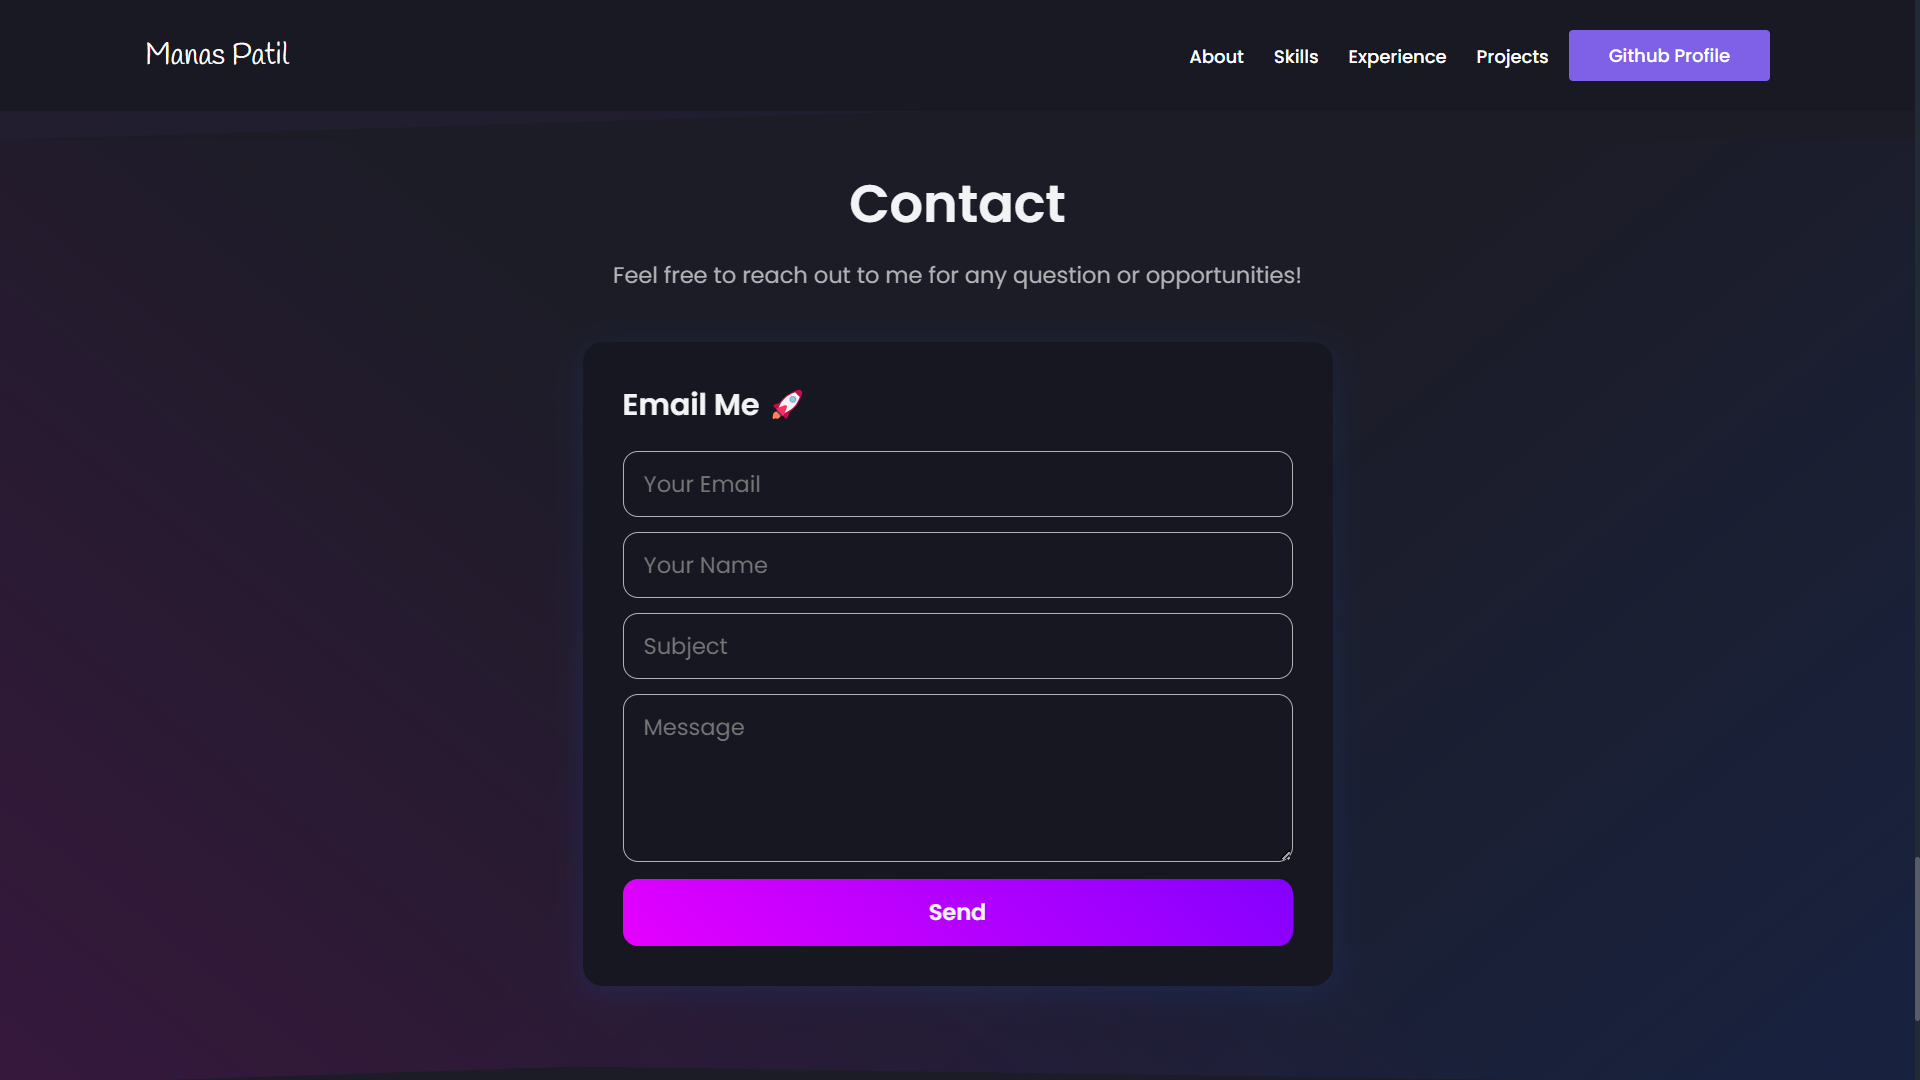 Manas Patil
About Skills Experience Projects Github Profile
Contact
Feel free to reach out to me for any question or opportunities!
Email Me 🚀
Your Email
Your Name
Subject
Message
Send